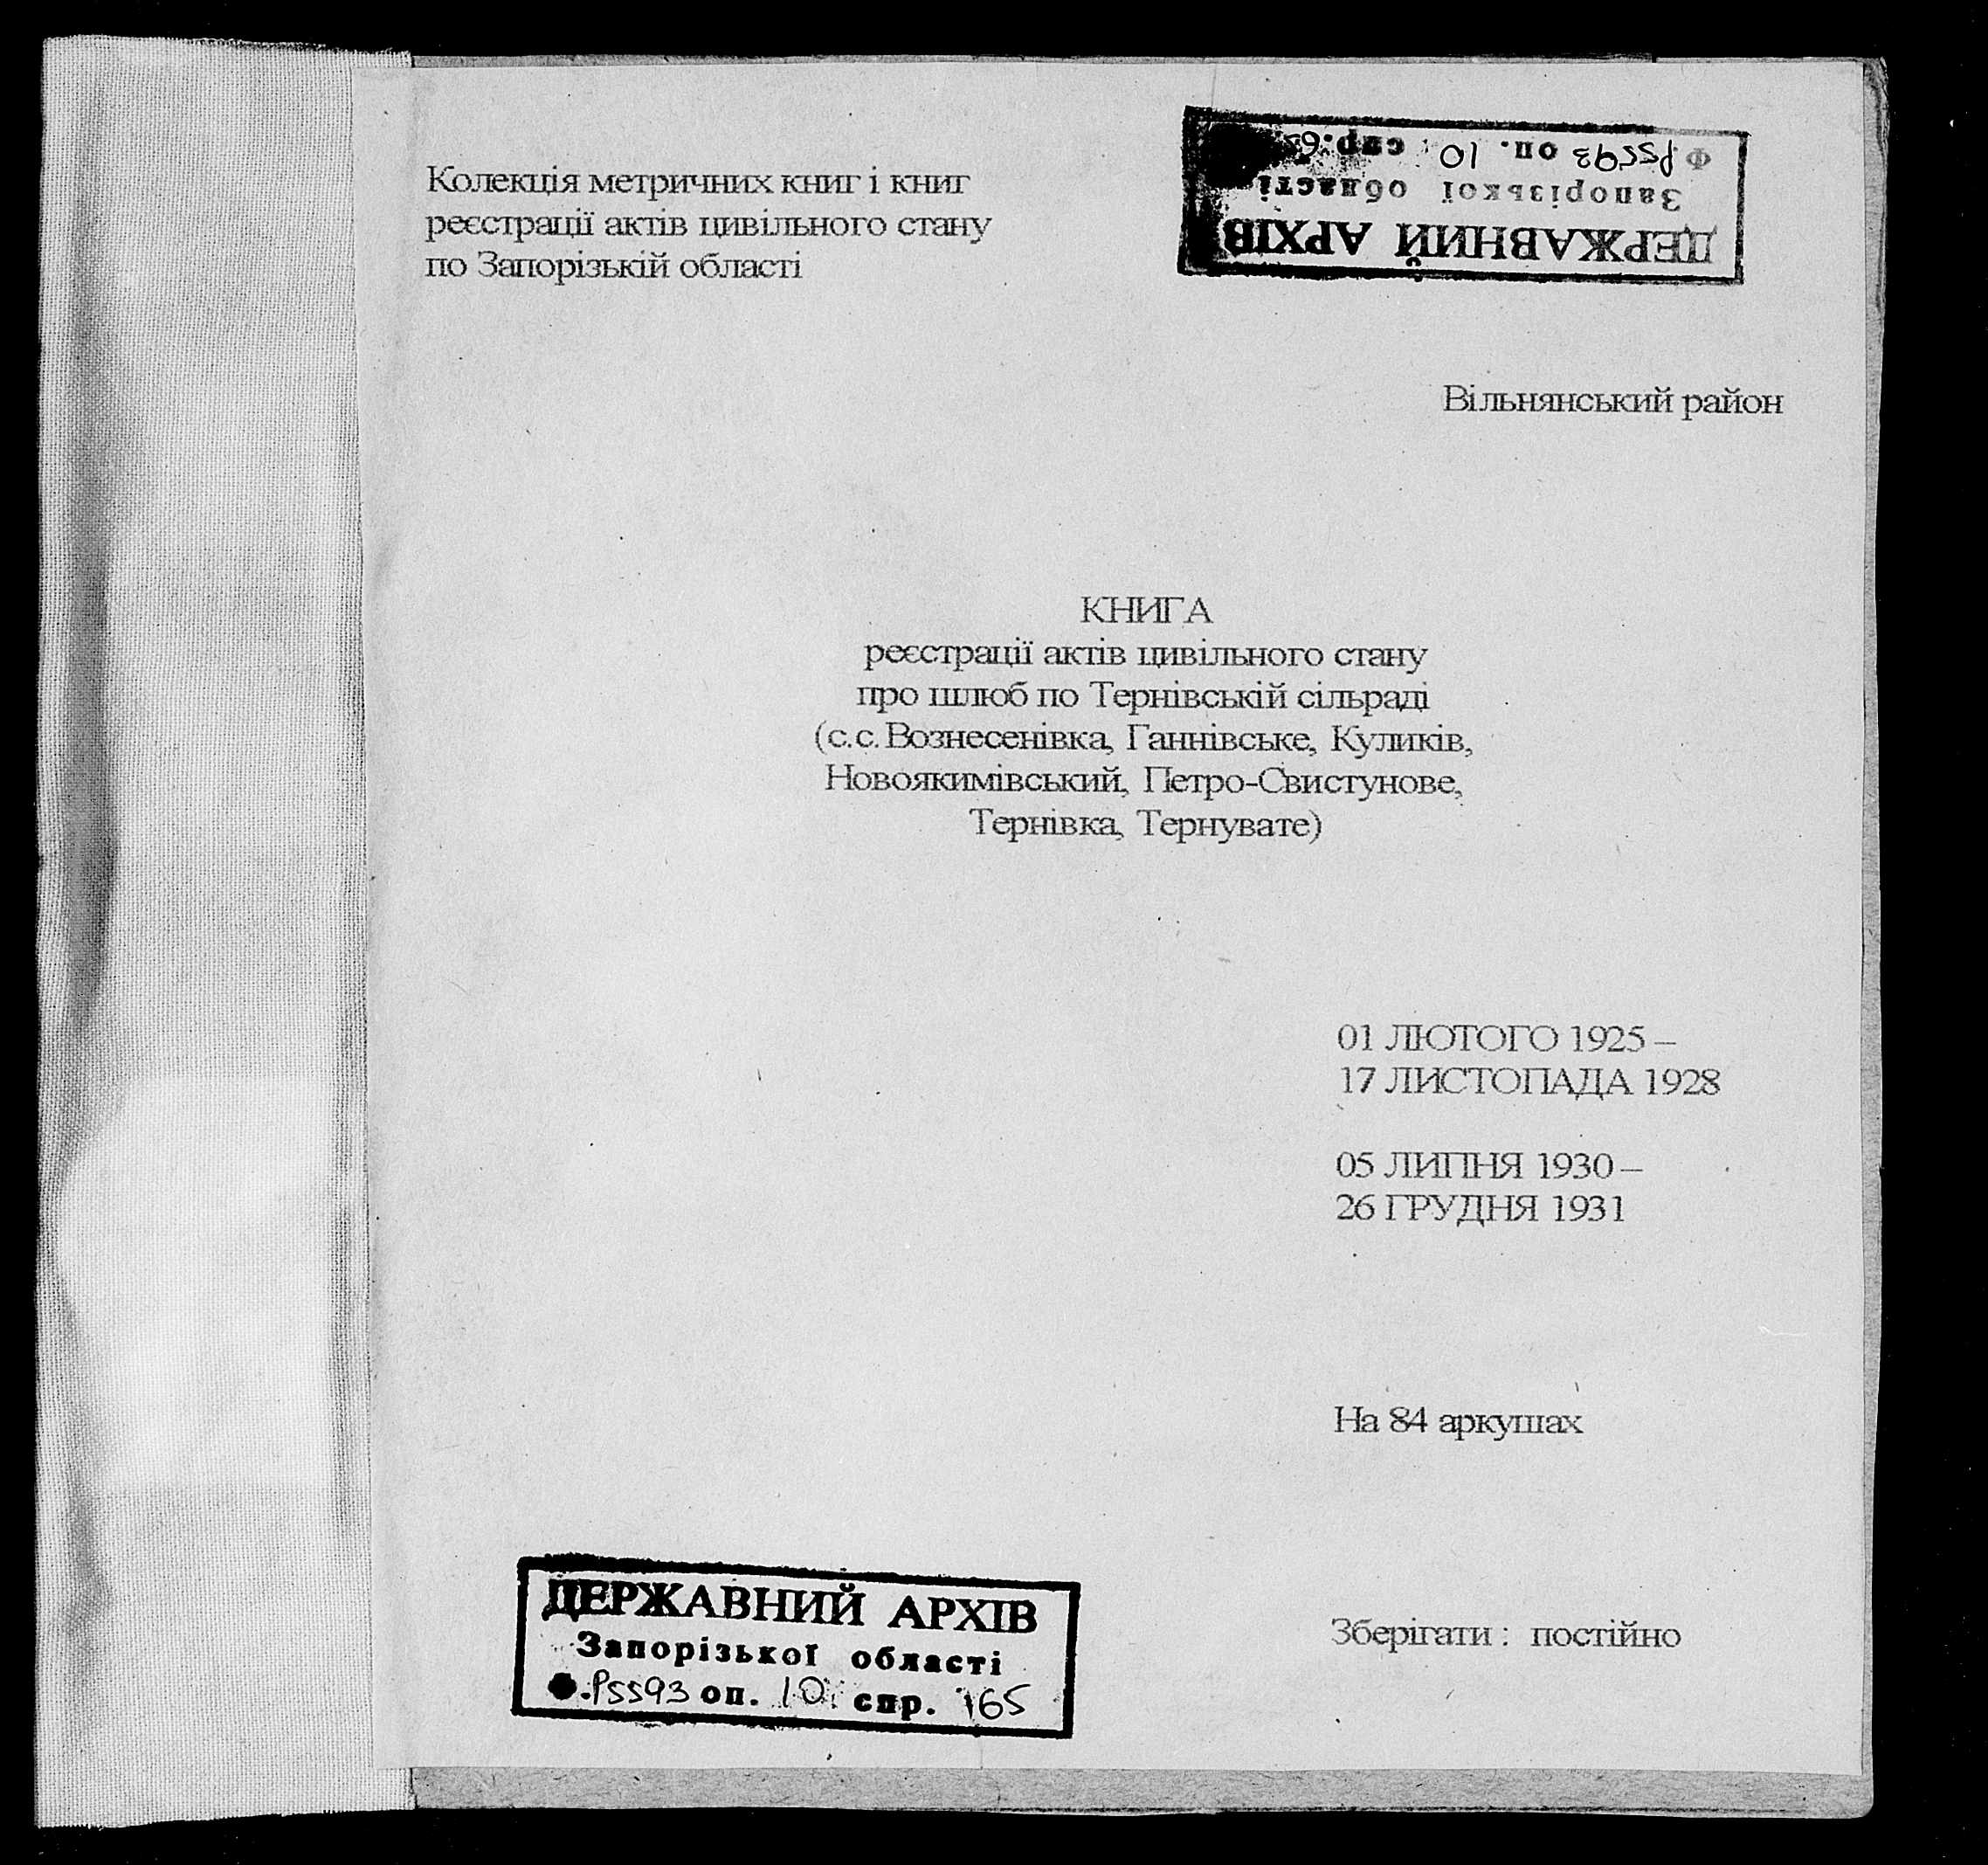 Колекція метричних книг і книг
реєстрації актів цивільного стану
по Запорізькій області
ДЕРЖАВНИЙ АРХІВ
Запорізької області
Ф Р5593 оп. 10 спр.
Вільнянський район
КНИГА
реєстрації актів цивільного стану
про шлюб по Тернівській сільраді
(с.с. Вознесенівка, Ганнівське, Куликів,
Новоякимівський, Петро-Свистунове,
Тернівка, Тернувате)
01 ЛЮТОГО 1925 –
17 ЛИСТОПАДА 1928
05 ЛИПНЯ 1930 –
26 ГРУДНЯ 1931
На 84 аркушах
Зберігати : постійно
ДЕРЖАВНИЙ АРХІВ
Запорізької області
.Р5593 оп. 10 спр. 165